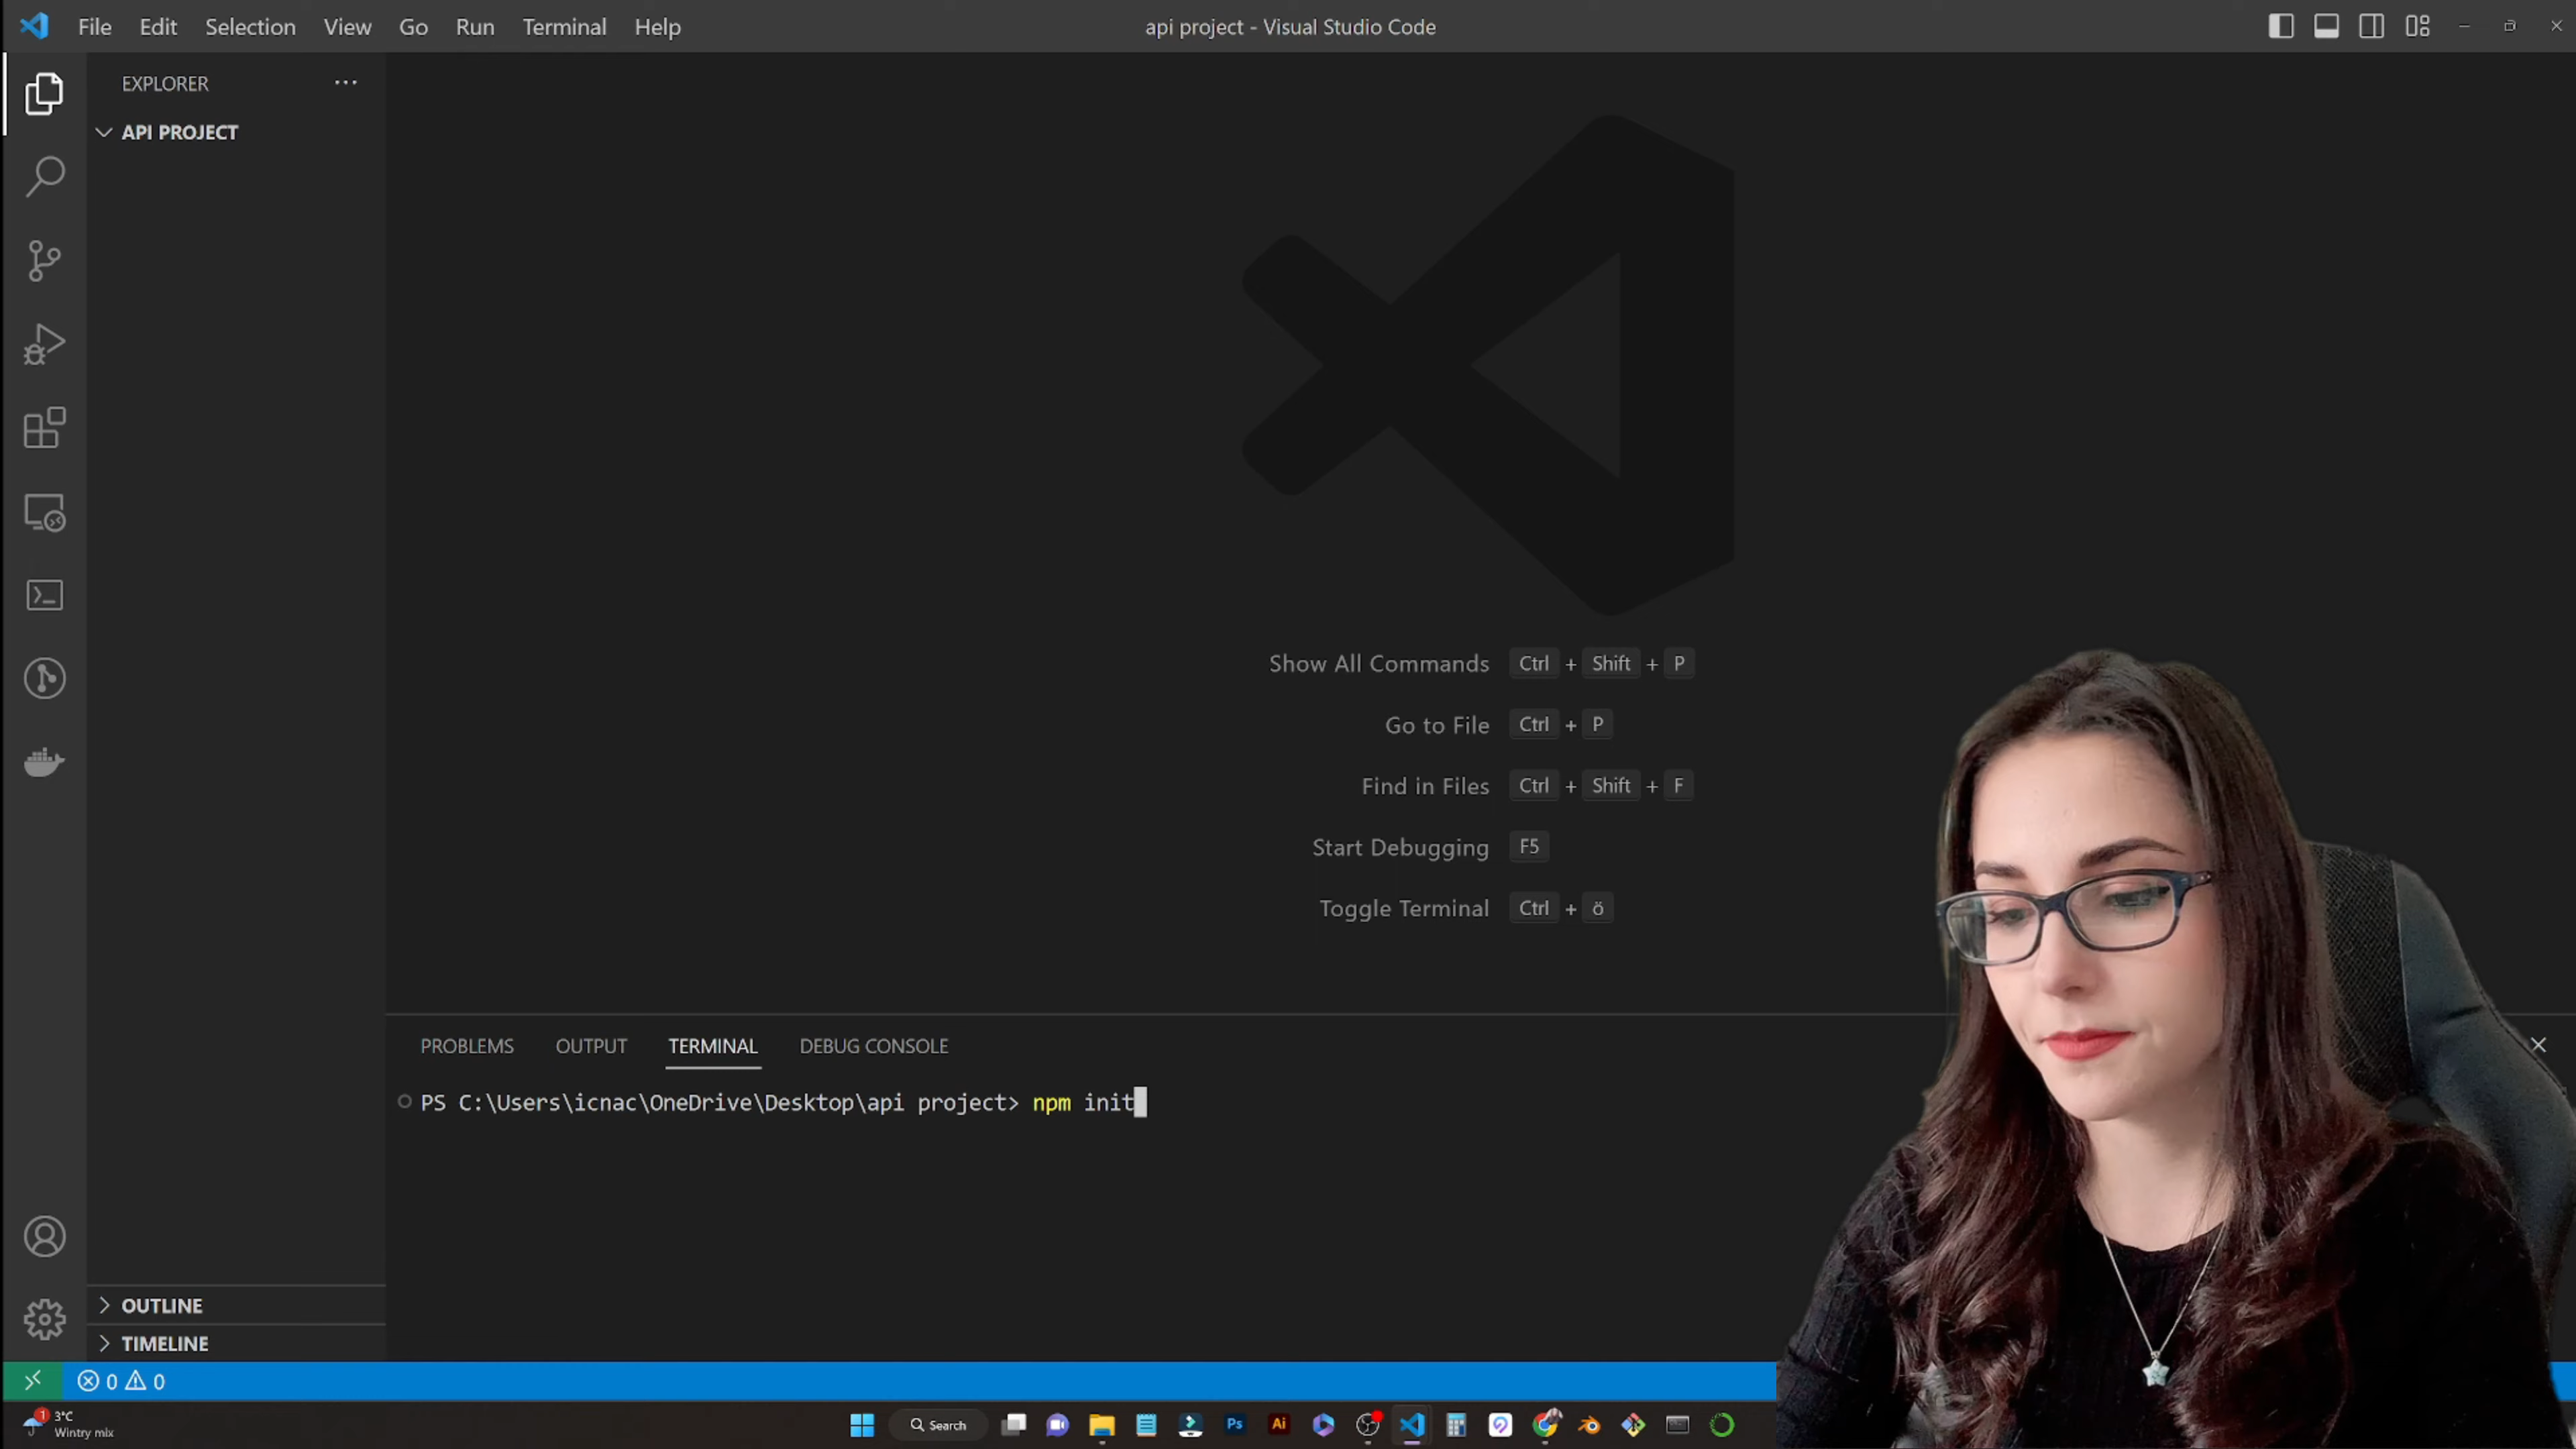 File Edit Selection View Go Run Terminal Help
api project - Visual Studio Code
EXPLORER
API PROJECT
Show All Commands Ctrl + Shift + P
Go to File Ctrl + P
Find in Files Ctrl + Shift + F
Start Debugging F5
Toggle Terminal Ctrl + ö
PROBLEMS OUTPUT TERMINAL DEBUG CONSOLE
PS C:\Users\icnac\OneDrive\Desktop\api project> npm init
OUTLINE
TIMELINE
0 0
1
3°C
Wintry mix
Search
Ps
Ai